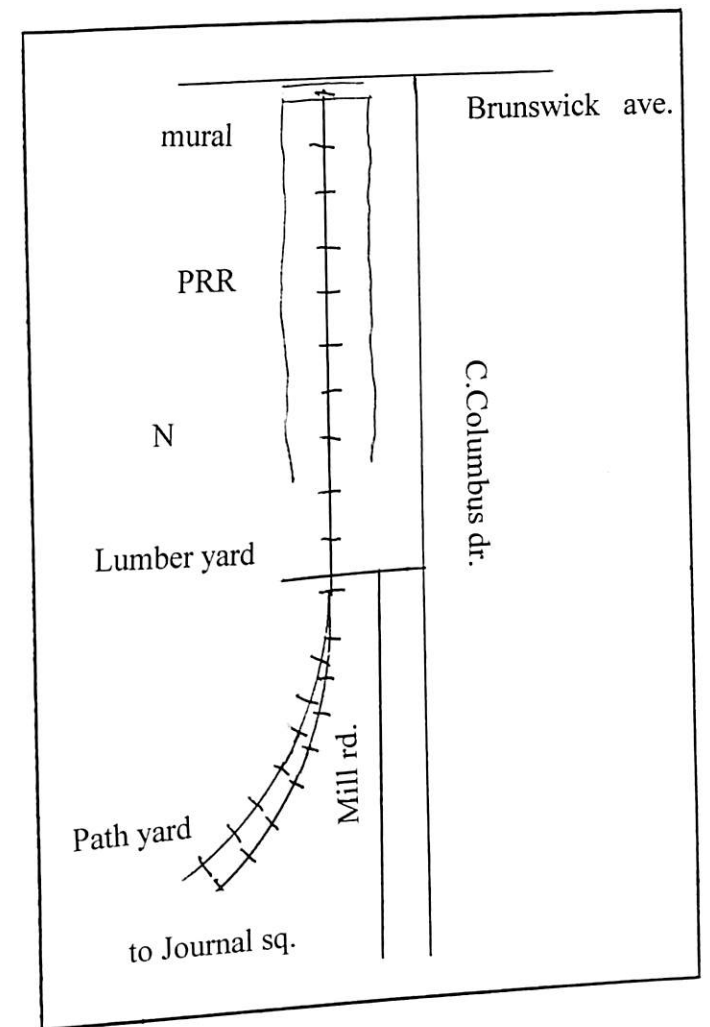 Brunswick ave.
mural
PRR
C.Columbus dr.
N
Lumber yard
Mill rd.
Path yard
to Journal sq.